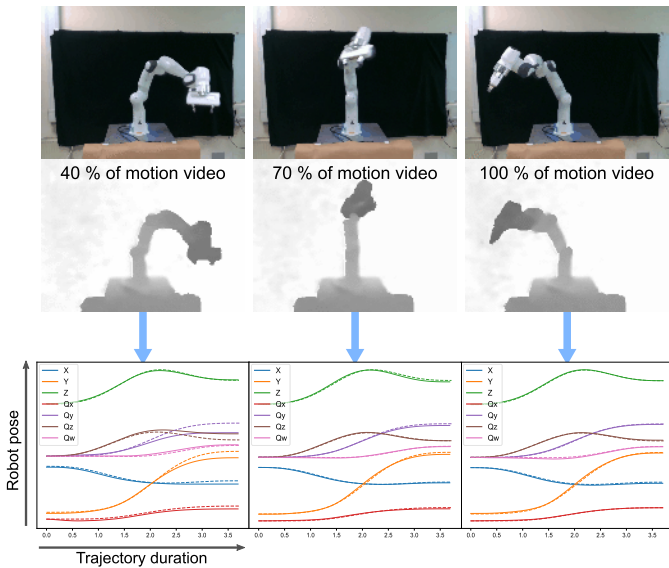 40 % of motion video
70 % of motion video
100 % of motion video
X
Y
Z
Qx
Qy
Qz
Qw
X
Y
Z
Qx
Qy
Qz
Qw
X
Y
Z
Qx
Qy
Qz
Qw
Robot pose
0.0 0.5 1.0 1.5 2.0 2.5 3.0 3.5
0.0 0.5 1.0 1.5 2.0 2.5 3.0 3.5
0.0 0.5 1.0 1.5 2.0 2.5 3.0 3.5
Trajectory duration